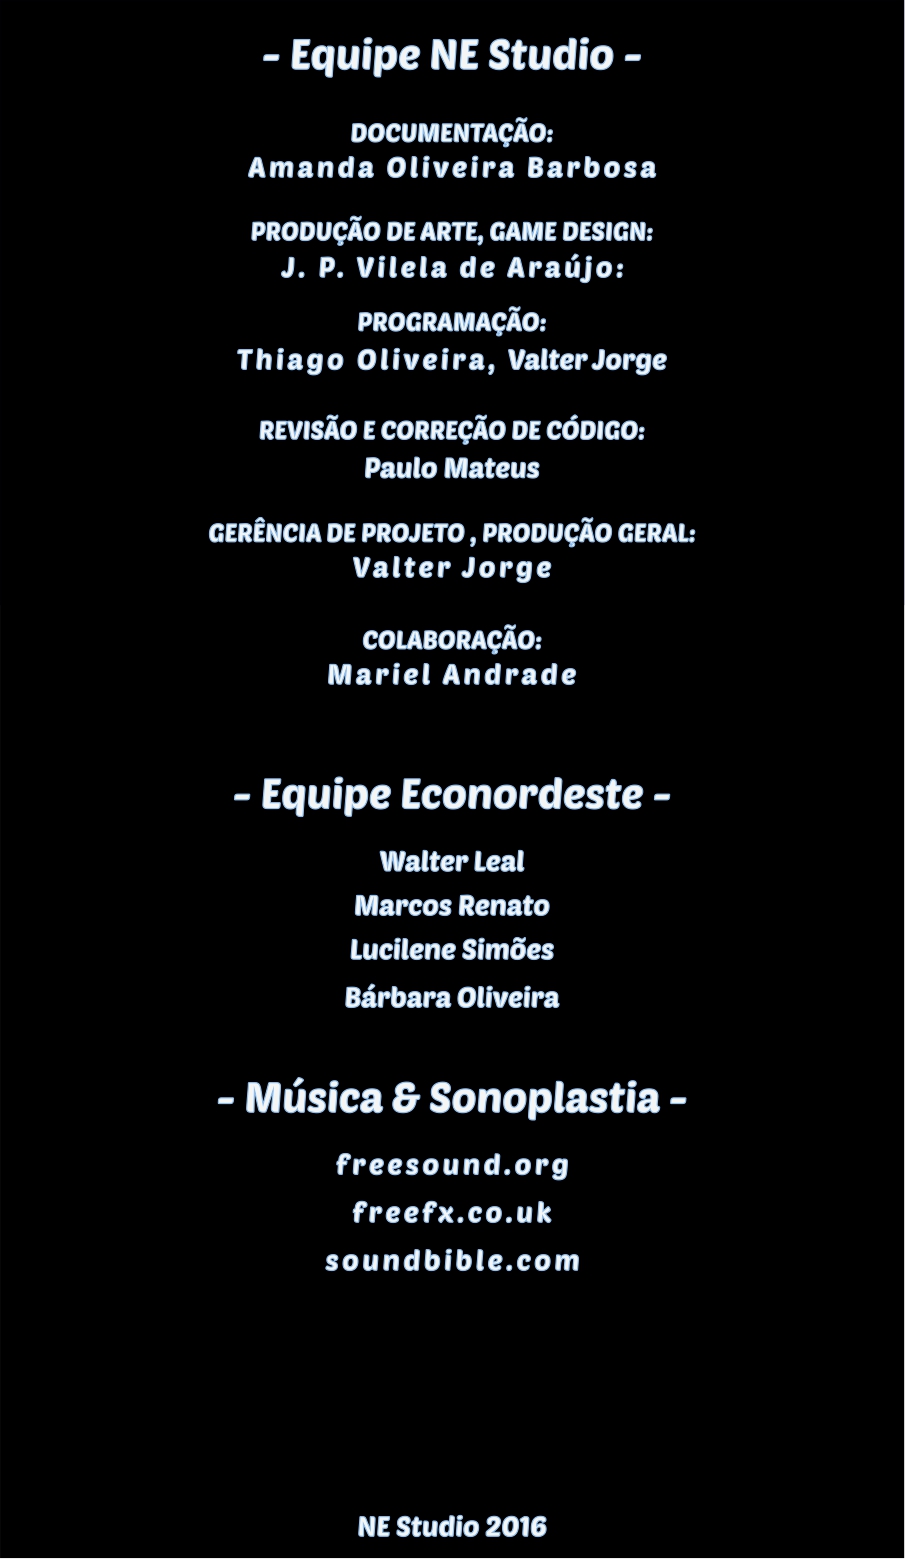 - Equipe NE Studio -
DOCUMENTAÇÃO:
Amanda Oliveira Barbosa
PRODUÇÃO DE ARTE, GAME DESIGN:
J. P. Vilela de Araújo:
PROGRAMAÇÃO:
Thiago Oliveira, Valter Jorge
REVISÃO E CORREÇÃO DE CÓDIGO:
Paulo Mateus
GERÊNCIA DE PROJETO , PRODUÇÃO GERAL:
Valter Jorge
COLABORAÇÃO:
Mariel Andrade
- Equipe Econordeste -
Walter Leal
Marcos Renato
Lucilene Simões
Bárbara Oliveira
- Música & Sonoplastia -
freesound.org
freefx.co.uk
soundbible.com
NE Studio 2016